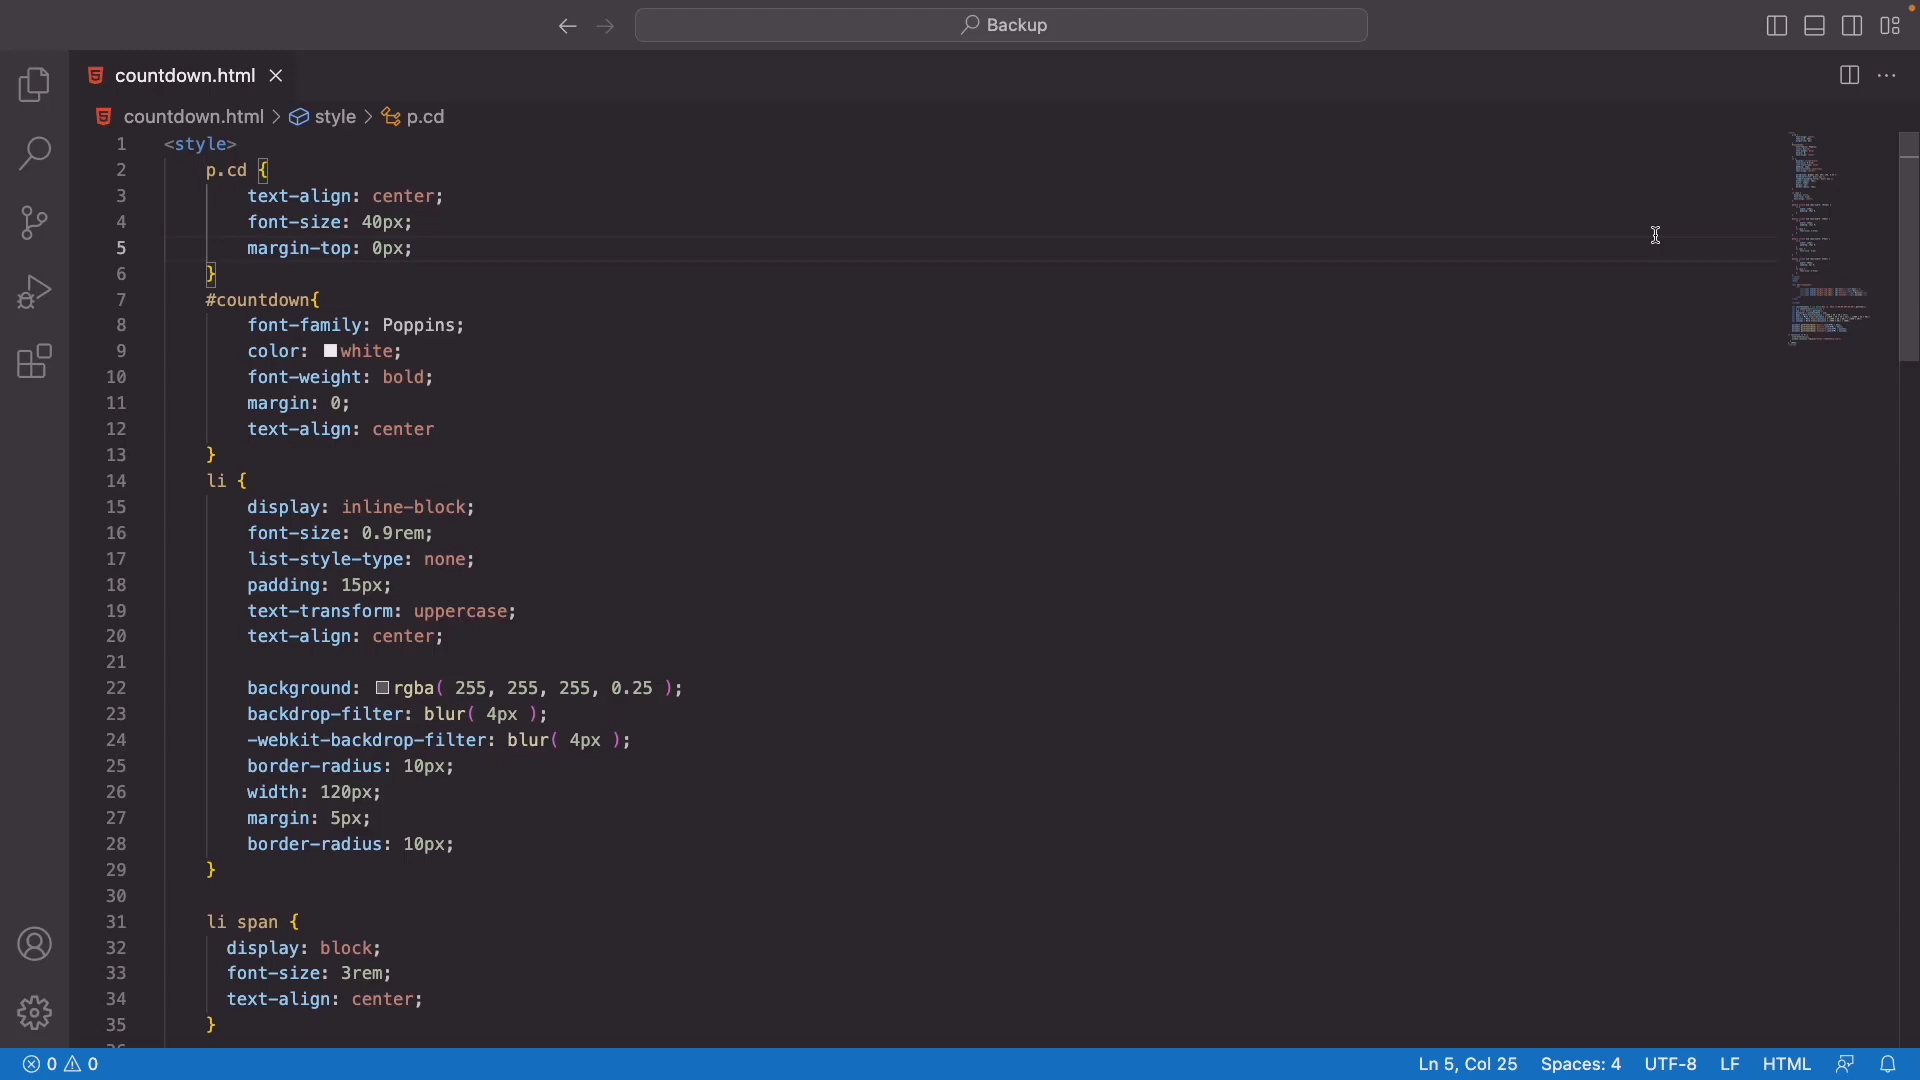 Backup
countdown.html
countdown.html > style > p.cd
1 <style>
2 p.cd {
3 text-align: center;
4 font-size: 40px;
5 margin-top: 0px;
6 }
7 #countdown{
8 font-family: Poppins;
9 color: white;
10 font-weight: bold;
11 margin: 0;
12 text-align: center
13 }
14 li {
15 display: inline-block;
16 font-size: 0.9rem;
17 list-style-type: none;
18 padding: 15px;
19 text-transform: uppercase;
20 text-align: center;
21
22 background: rgba( 255, 255, 255, 0.25 );
23 backdrop-filter: blur( 4px );
24 -webkit-backdrop-filter: blur( 4px );
25 border-radius: 10px;
26 width: 120px;
27 margin: 5px;
28 border-radius: 10px;
29 }
30
31 li span {
32 display: block;
33 font-size: 3rem;
34 text-align: center;
35 }
0 0 Ln 5, Col 25 Spaces: 4 UTF-8 LF HTML